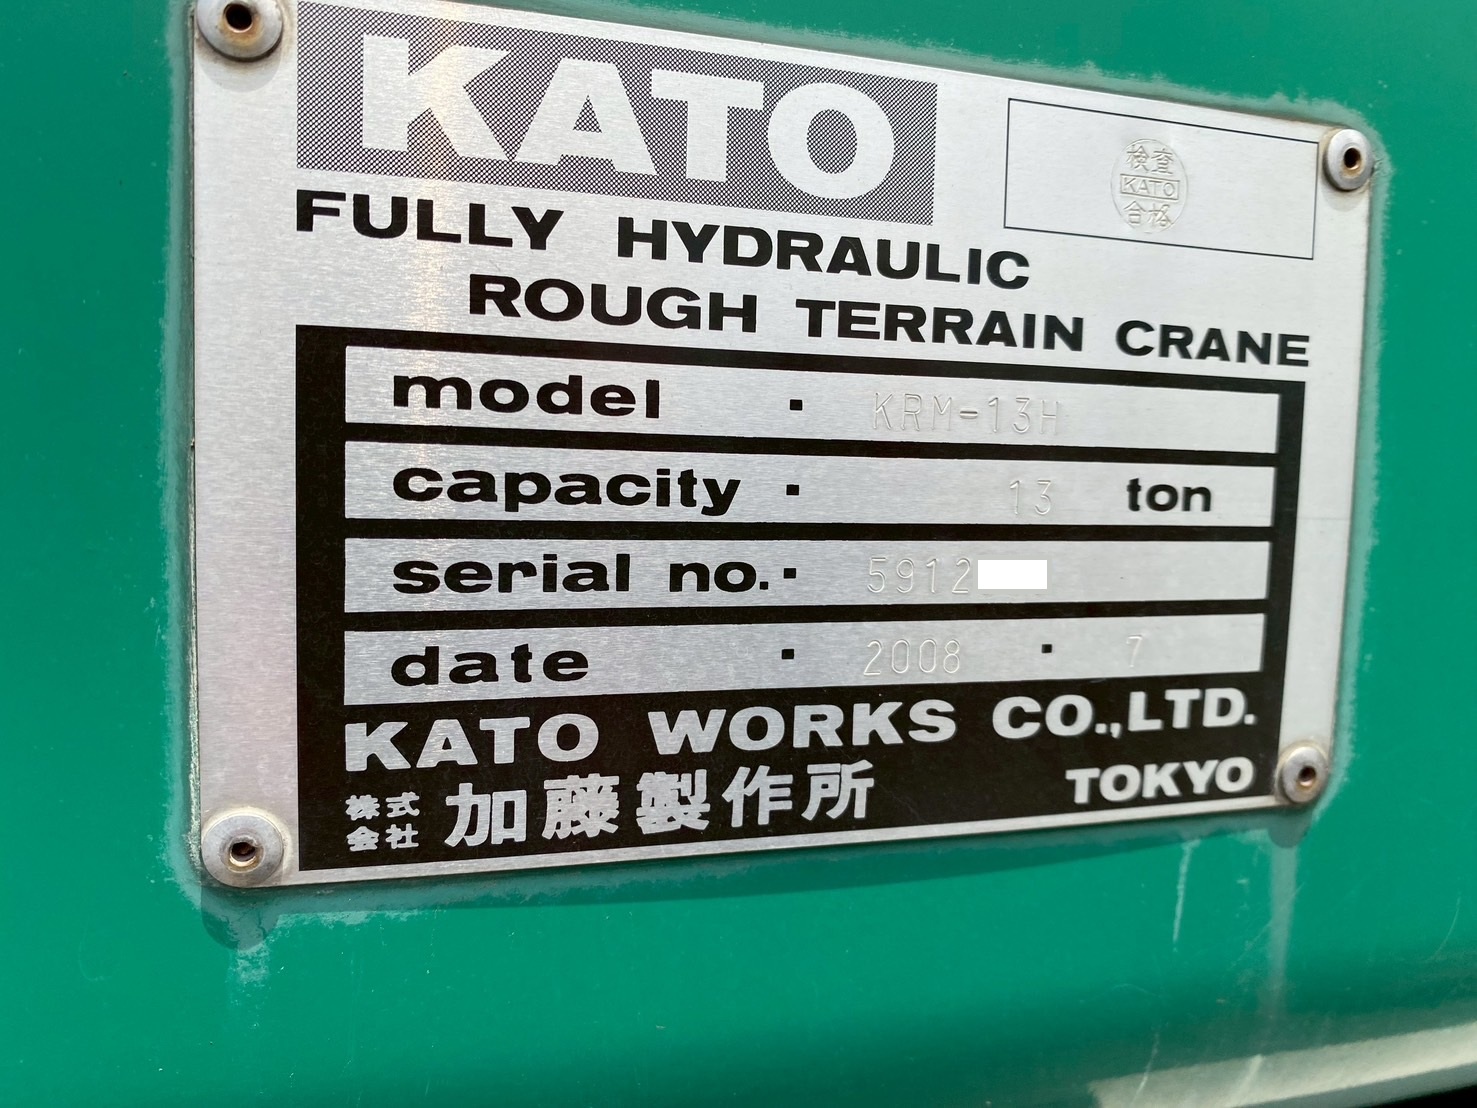 KATO
検査
KATO
合格
FULLY HYDRAULIC
ROUGH TERRAIN CRANE
model · KRM-13H
capacity · 13 ton
serial no. · 5912
date · 2008 · 7
KATO WORKS CO.,LTD.
株式会社 加藤製作所 TOKYO